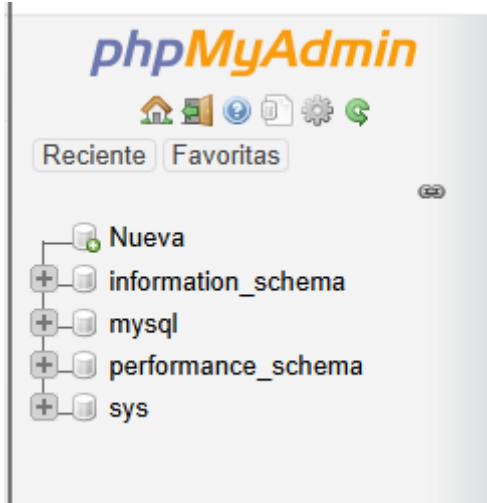 phpMyAdmin
Reciente Favoritas
Nueva
information_schema
mysql
performance_schema
sys